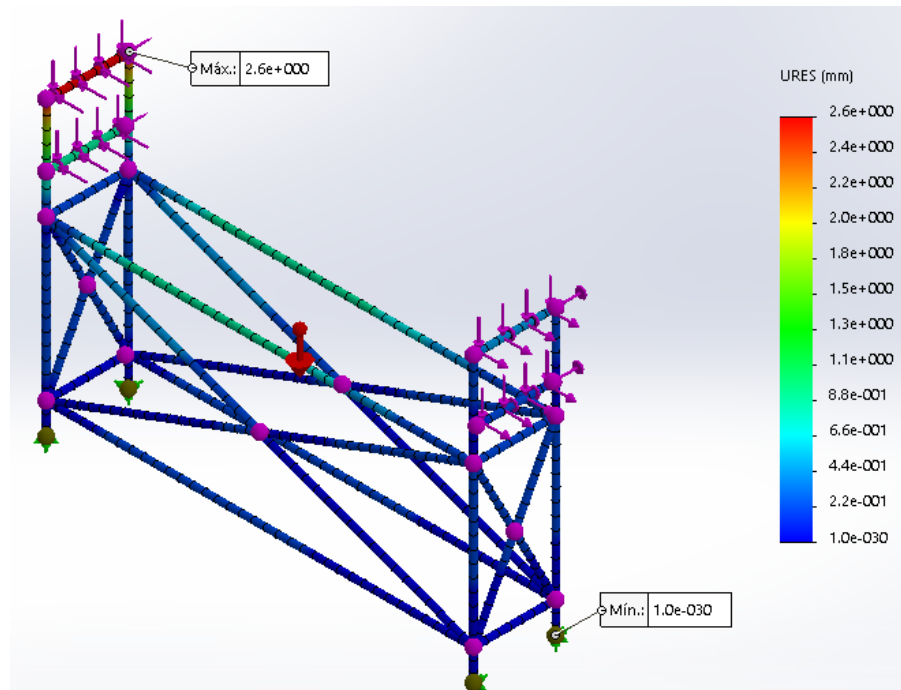 Máx.: 2.6e+000
URES (mm)
2.6e+000
2.4e+000
2.2e+000
2.0e+000
1.8e+000
1.5e+000
1.3e+000
1.1e+000
8.8e-001
6.6e-001
4.4e-001
2.2e-001
1.0e-030
Mín.: 1.0e-030